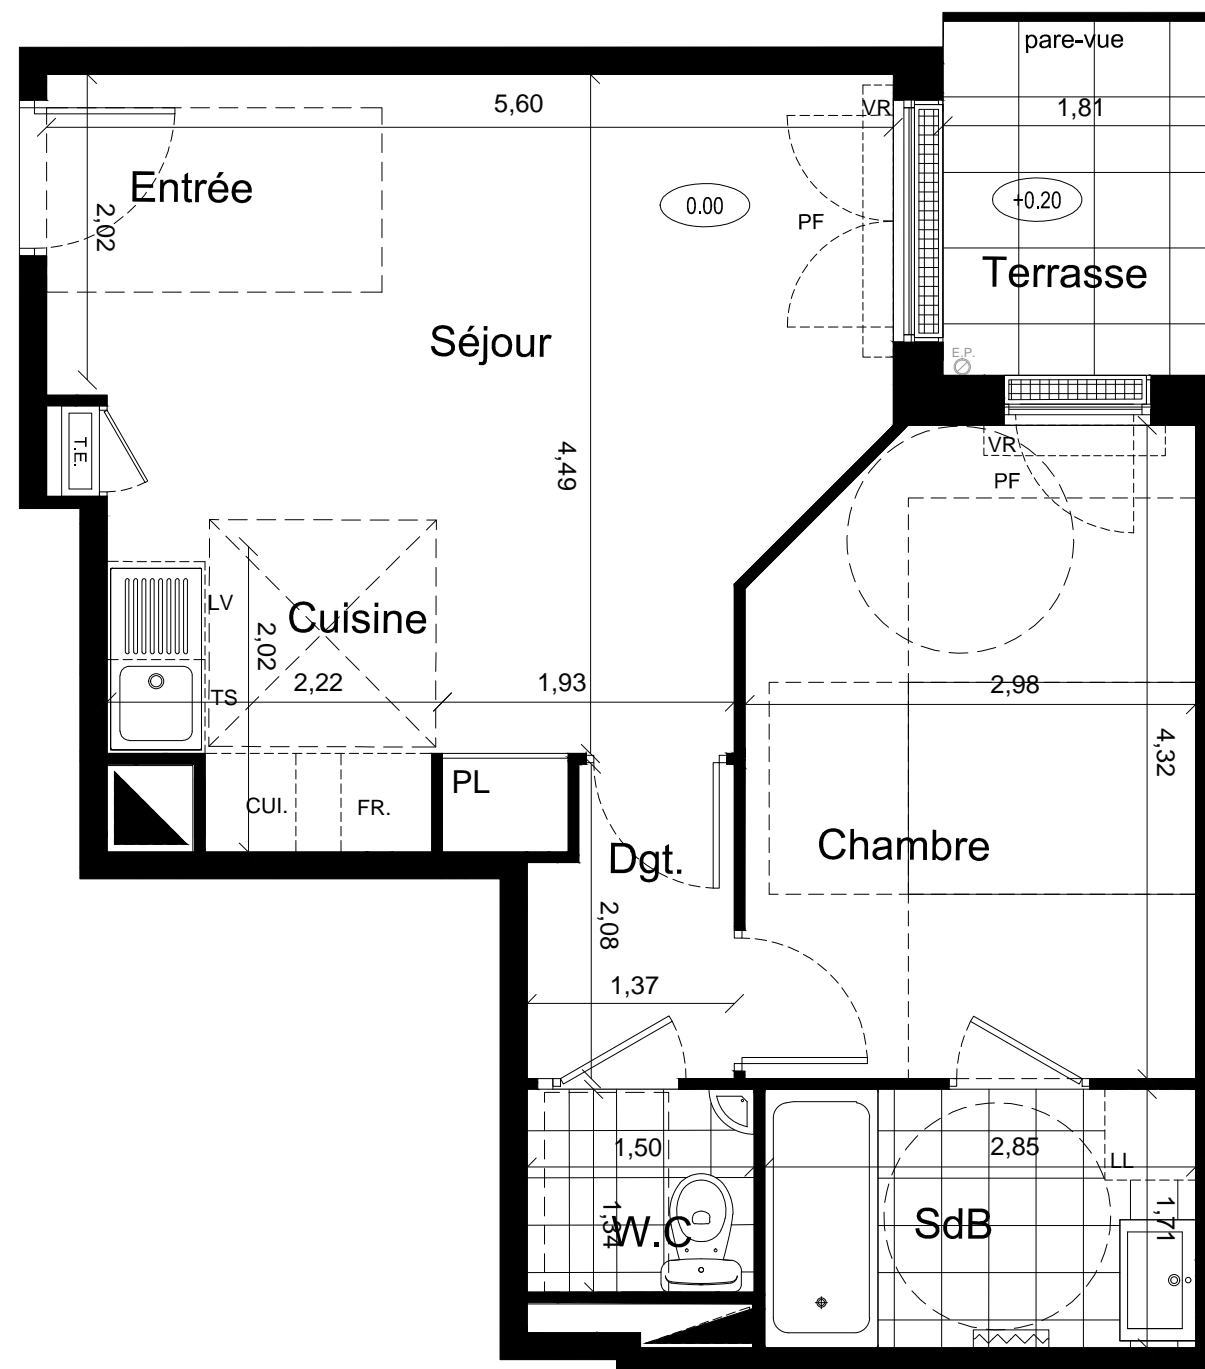 pare-vue
5,60
VR
1,81
Entrée
2,02
0.00
PF
+0.20
Terrasse
Séjour
E.P.
T.E.
4,49
VR
PF
LV
Cuisine
2,02
TS
2,22
1,93
2,98
4,32
PL
CUI.
FR.
Dgt.
Chambre
2,08
1,37
1,50
2,85
LL
1,34
W.C
SdB
1,71